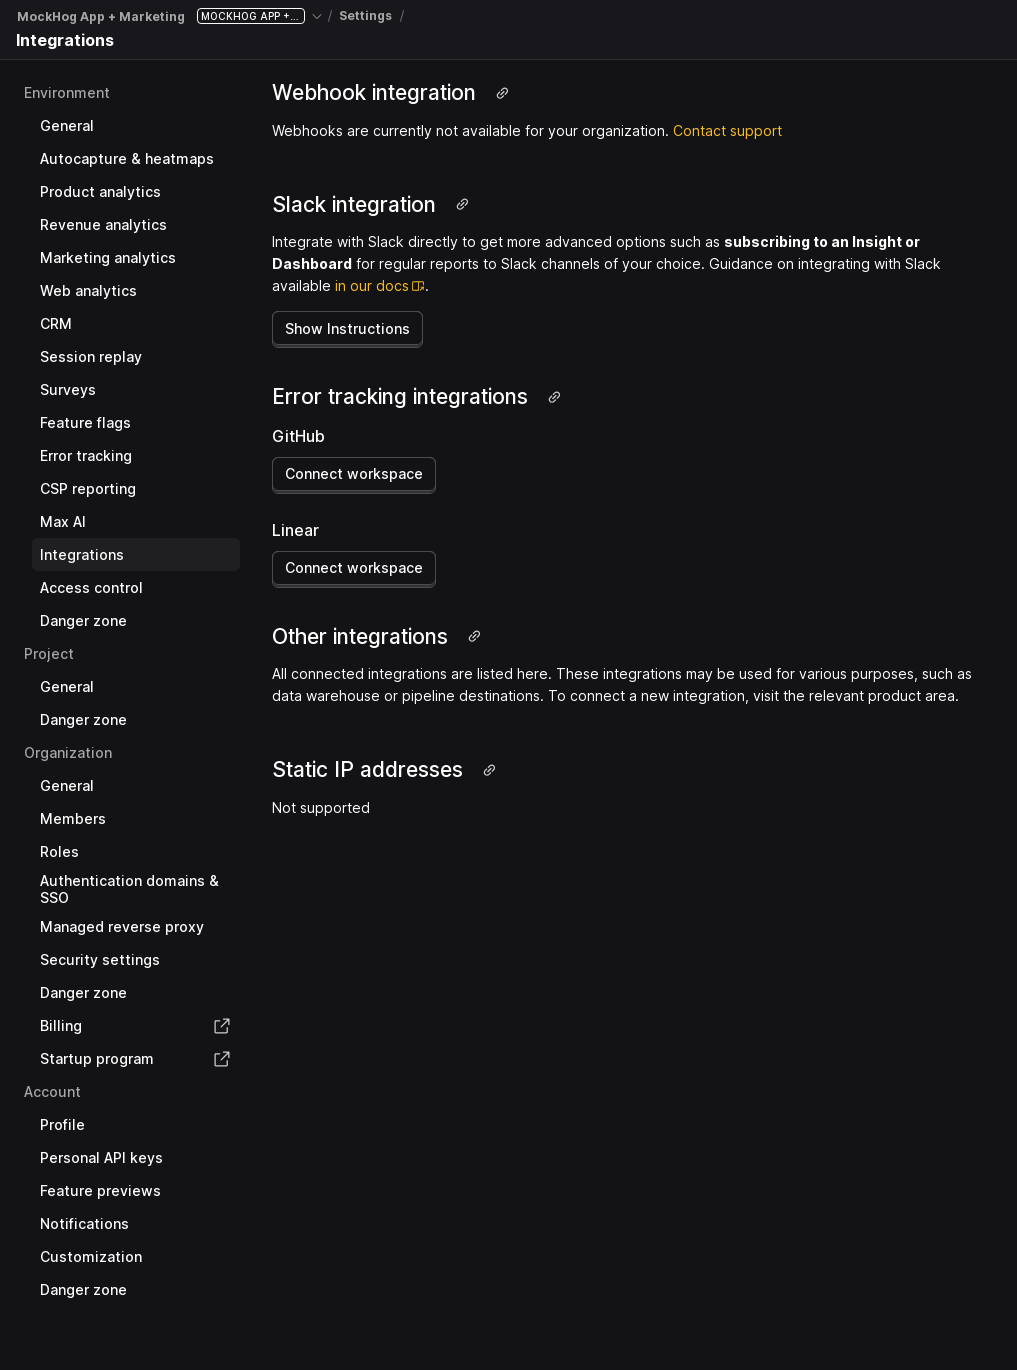 MockHog App + Marketing MOCKHOG APP +... / Settings /
Integrations
Environment
General
Autocapture & heatmaps
Product analytics
Revenue analytics
Marketing analytics
Web analytics
CRM
Session replay
Surveys
Feature flags
Error tracking
CSP reporting
Max AI
Integrations
Access control
Danger zone
Project
General
Danger zone
Organization
General
Members
Roles
Authentication domains &
SSO
Managed reverse proxy
Security settings
Danger zone
Billing
Startup program
Account
Profile
Personal API keys
Feature previews
Notifications
Customization
Danger zone
Webhook integration
Webhooks are currently not available for your organization. Contact support
Slack integration
Integrate with Slack directly to get more advanced options such as subscribing to an Insight or
Dashboard for regular reports to Slack channels of your choice. Guidance on integrating with Slack
available in our docs.
Show Instructions
Error tracking integrations
GitHub
Connect workspace
Linear
Connect workspace
Other integrations
All connected integrations are listed here. These integrations may be used for various purposes, such as
data warehouse or pipeline destinations. To connect a new integration, visit the relevant product area.
Static IP addresses
Not supported